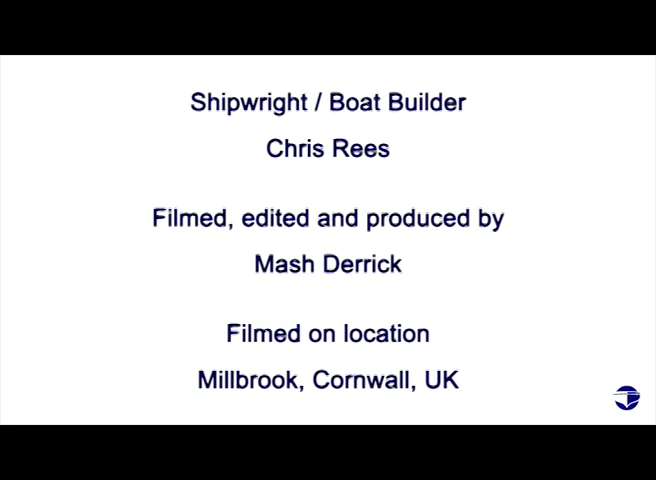 Shipwright / Boat Builder
Chris Rees
Filmed, edited and produced by
Mash Derrick
Filmed on location
Millbrook, Cornwall, UK